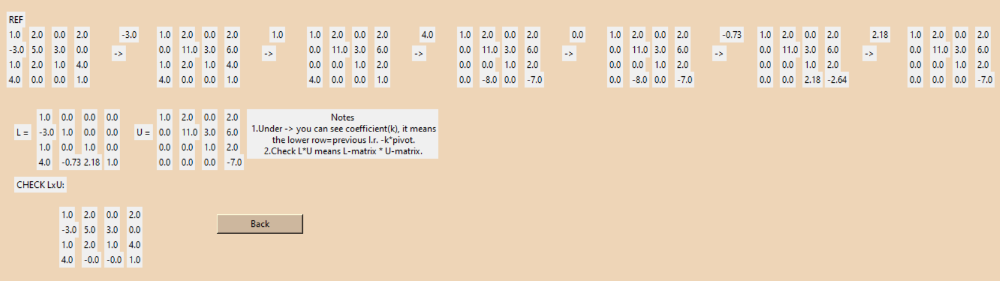 REF
1.0 2.0 0.0 2.0 -3.0 1.0 2.0 0.0 2.0 1.0 1.0 2.0 0.0 2.0 4.0 1.0 2.0 0.0 2.0 0.0 1.0 2.0 0.0 2.0 -0.73 1.0 2.0 0.0 2.0 2.18 1.0 2.0 0.0 2.0
-3.0 5.0 3.0 0.0 -> 0.0 11.0 3.0 6.0 -> 0.0 11.0 3.0 6.0 -> 0.0 11.0 3.0 6.0 -> 0.0 11.0 3.0 6.0 -> 0.0 11.0 3.0 6.0 -> 0.0 11.0 3.0 6.0
1.0 2.0 1.0 4.0 1.0 2.0 1.0 4.0 0.0 0.0 1.0 2.0 0.0 0.0 1.0 2.0 0.0 0.0 1.0 2.0 0.0 0.0 1.0 2.0 0.0 0.0 1.0 2.0
4.0 0.0 0.0 1.0 4.0 0.0 0.0 1.0 4.0 0.0 0.0 1.0 0.0 -8.0 0.0 -7.0 0.0 -8.0 0.0 -7.0 0.0 0.0 2.18 -2.64 0.0 0.0 0.0 -7.0
1.0 0.0 0.0 0.0 1.0 2.0 0.0 2.0
L = -3.0 1.0 0.0 0.0 U = 0.0 11.0 3.0 6.0
1.0 0.0 1.0 0.0 0.0 0.0 1.0 2.0
4.0 -0.73 2.18 1.0 0.0 0.0 0.0 -7.0
Notes
1.Under -> you can see coefficient(k), it means
the lower row=previous l.r. -k*pivot.
2.Check L*U means L-matrix * U-matrix.
CHECK LxU:
1.0 2.0 0.0 2.0
-3.0 5.0 3.0 0.0
1.0 2.0 1.0 4.0
4.0 -0.0 -0.0 1.0
Back